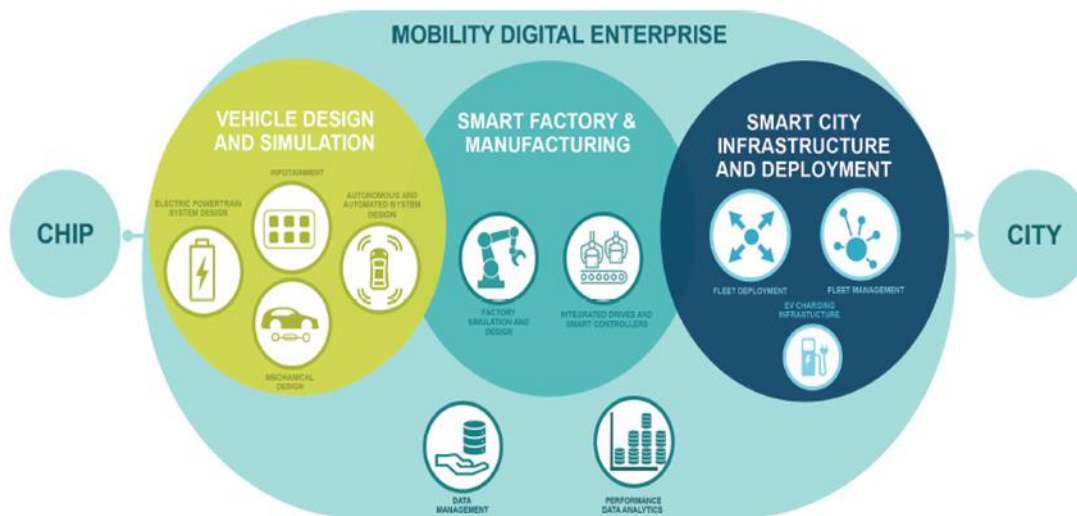 MOBILITY DIGITAL ENTERPRISE
CHIP
VEHICLE DESIGN
AND SIMULATION
INFOTAINMENT
ELECTRIC POWERTRAIN
SYSTEM DESIGN
AUTONOMOUS AND
AUTOMATED SYSTEM
DESIGN
MECHANICAL
DESIGN
SMART FACTORY &
MANUFACTURING
FACTORY
SIMULATION AND
DESIGN
INTEGRATED DRIVES AND
SMART CONTROLLERS
SMART CITY
INFRASTRUCTURE
AND DEPLOYMENT
FLEET DEPLOYMENT
FLEET MANAGEMENT
EV CHARGING
INFRASTUCTURE
CITY
DATA
MANAGEMENT
PERFORMANCE
DATA ANALYTICS